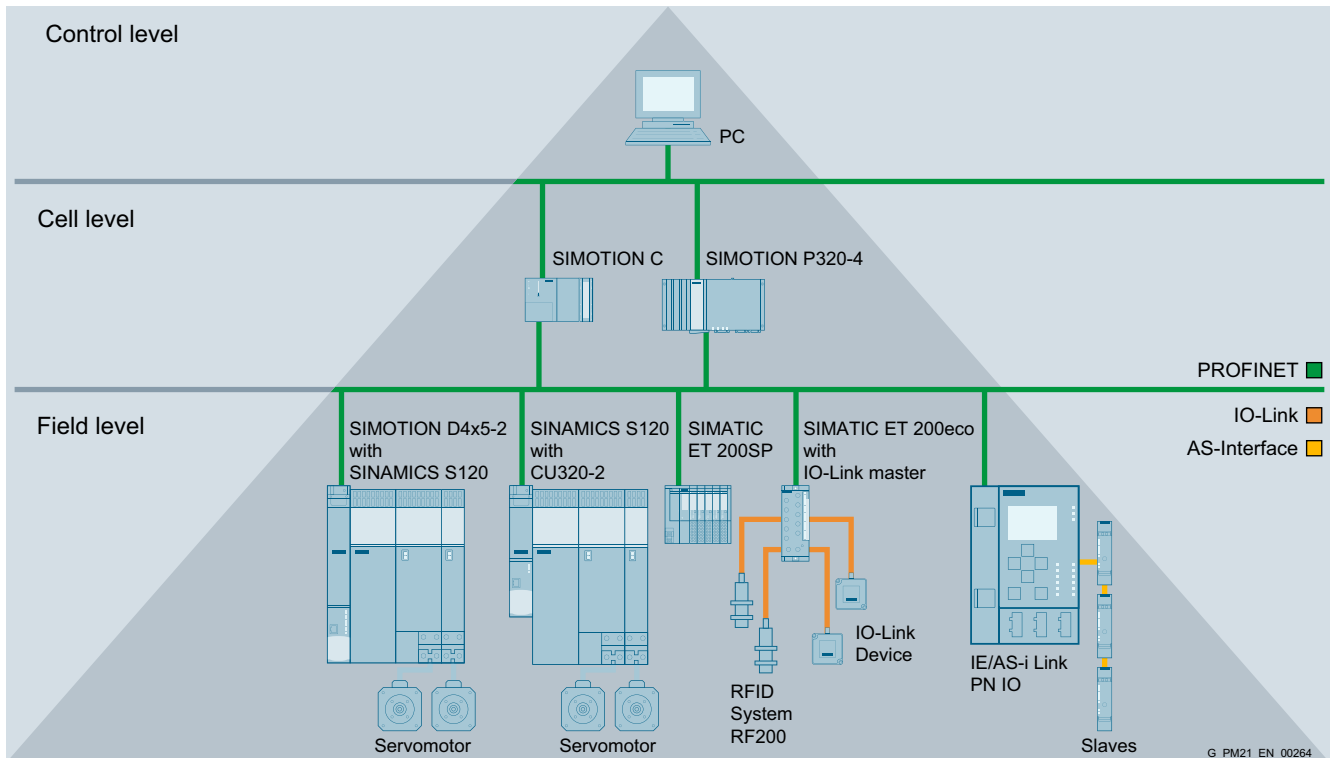 Control level
PC
Cell level
SIMOTION C
SIMOTION P320-4
PROFINET
IO-Link
AS-Interface
Field level
SIMOTION D4x5-2
with
SINAMICS S120
SINAMICS S120
with
CU320-2
SIMATIC
ET 200SP
SIMATIC ET 200eco
with
IO-Link master
IO-Link
Device
RFID
System
RF200
IE/AS-i Link
PN IO
Servomotor
Servomotor
Slaves
G_PM21_EN_00264